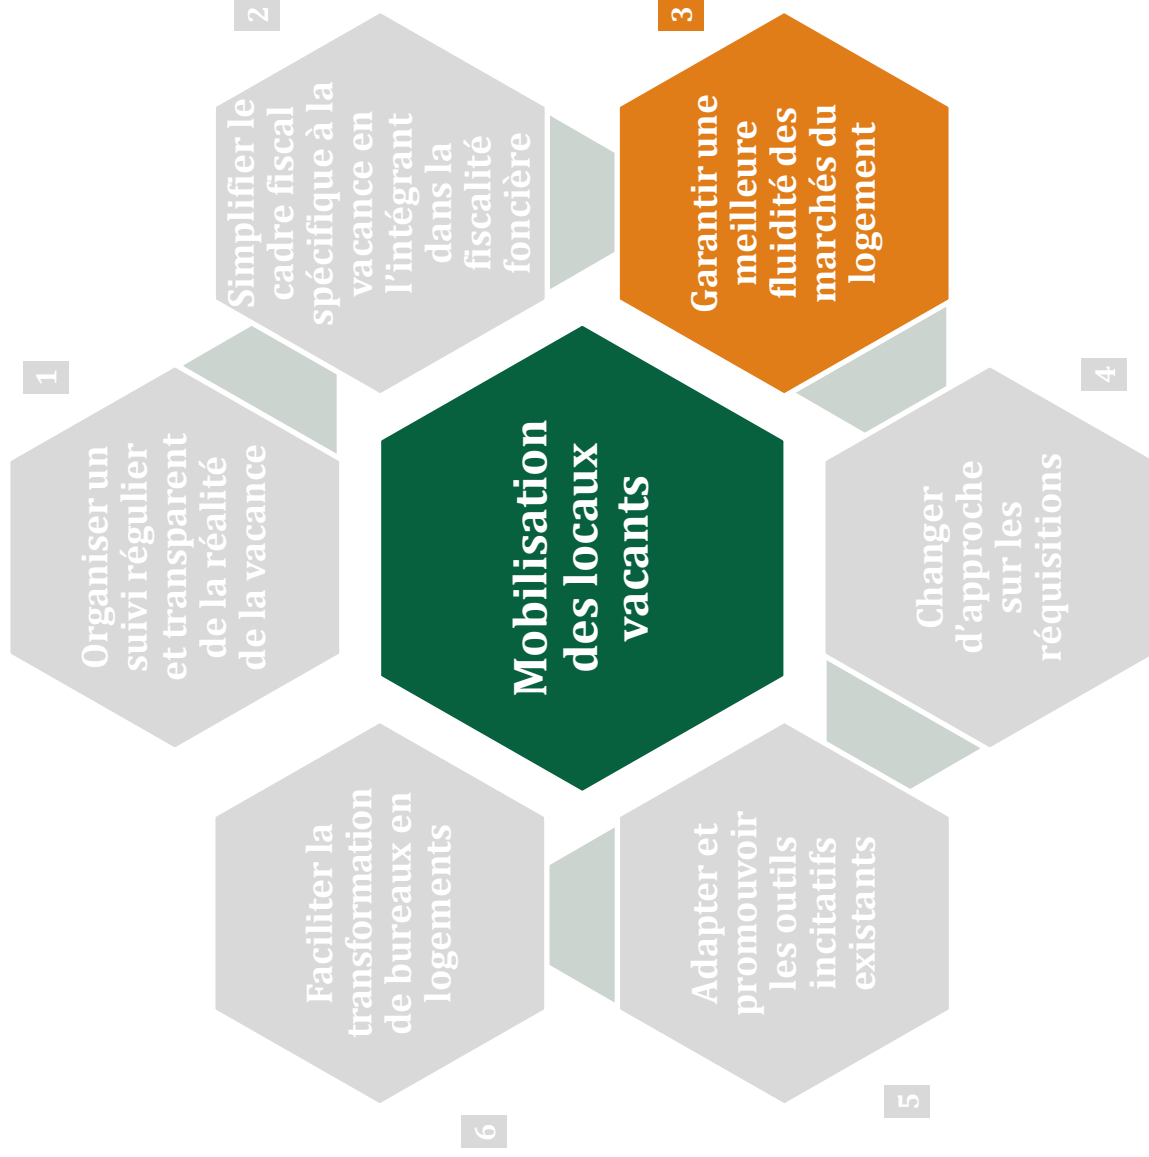 Mobilisation
des locaux
vacants
1
Organiser un
suivi régulier
et transparent
de la réalité
de la vacance
2
Simplifier le
cadre fiscal
spécifique à la
vacance en
l’intégrant
dans la
fiscalité
foncière
3
Garantir une
meilleure
fluidité des
marchés du
logement
4
Changer
d’approche
sur les
réquisitions
5
Adapter et
promouvoir
les outils
incitatifs
existants
6
Faciliter la
transformation
de bureaux en
logements